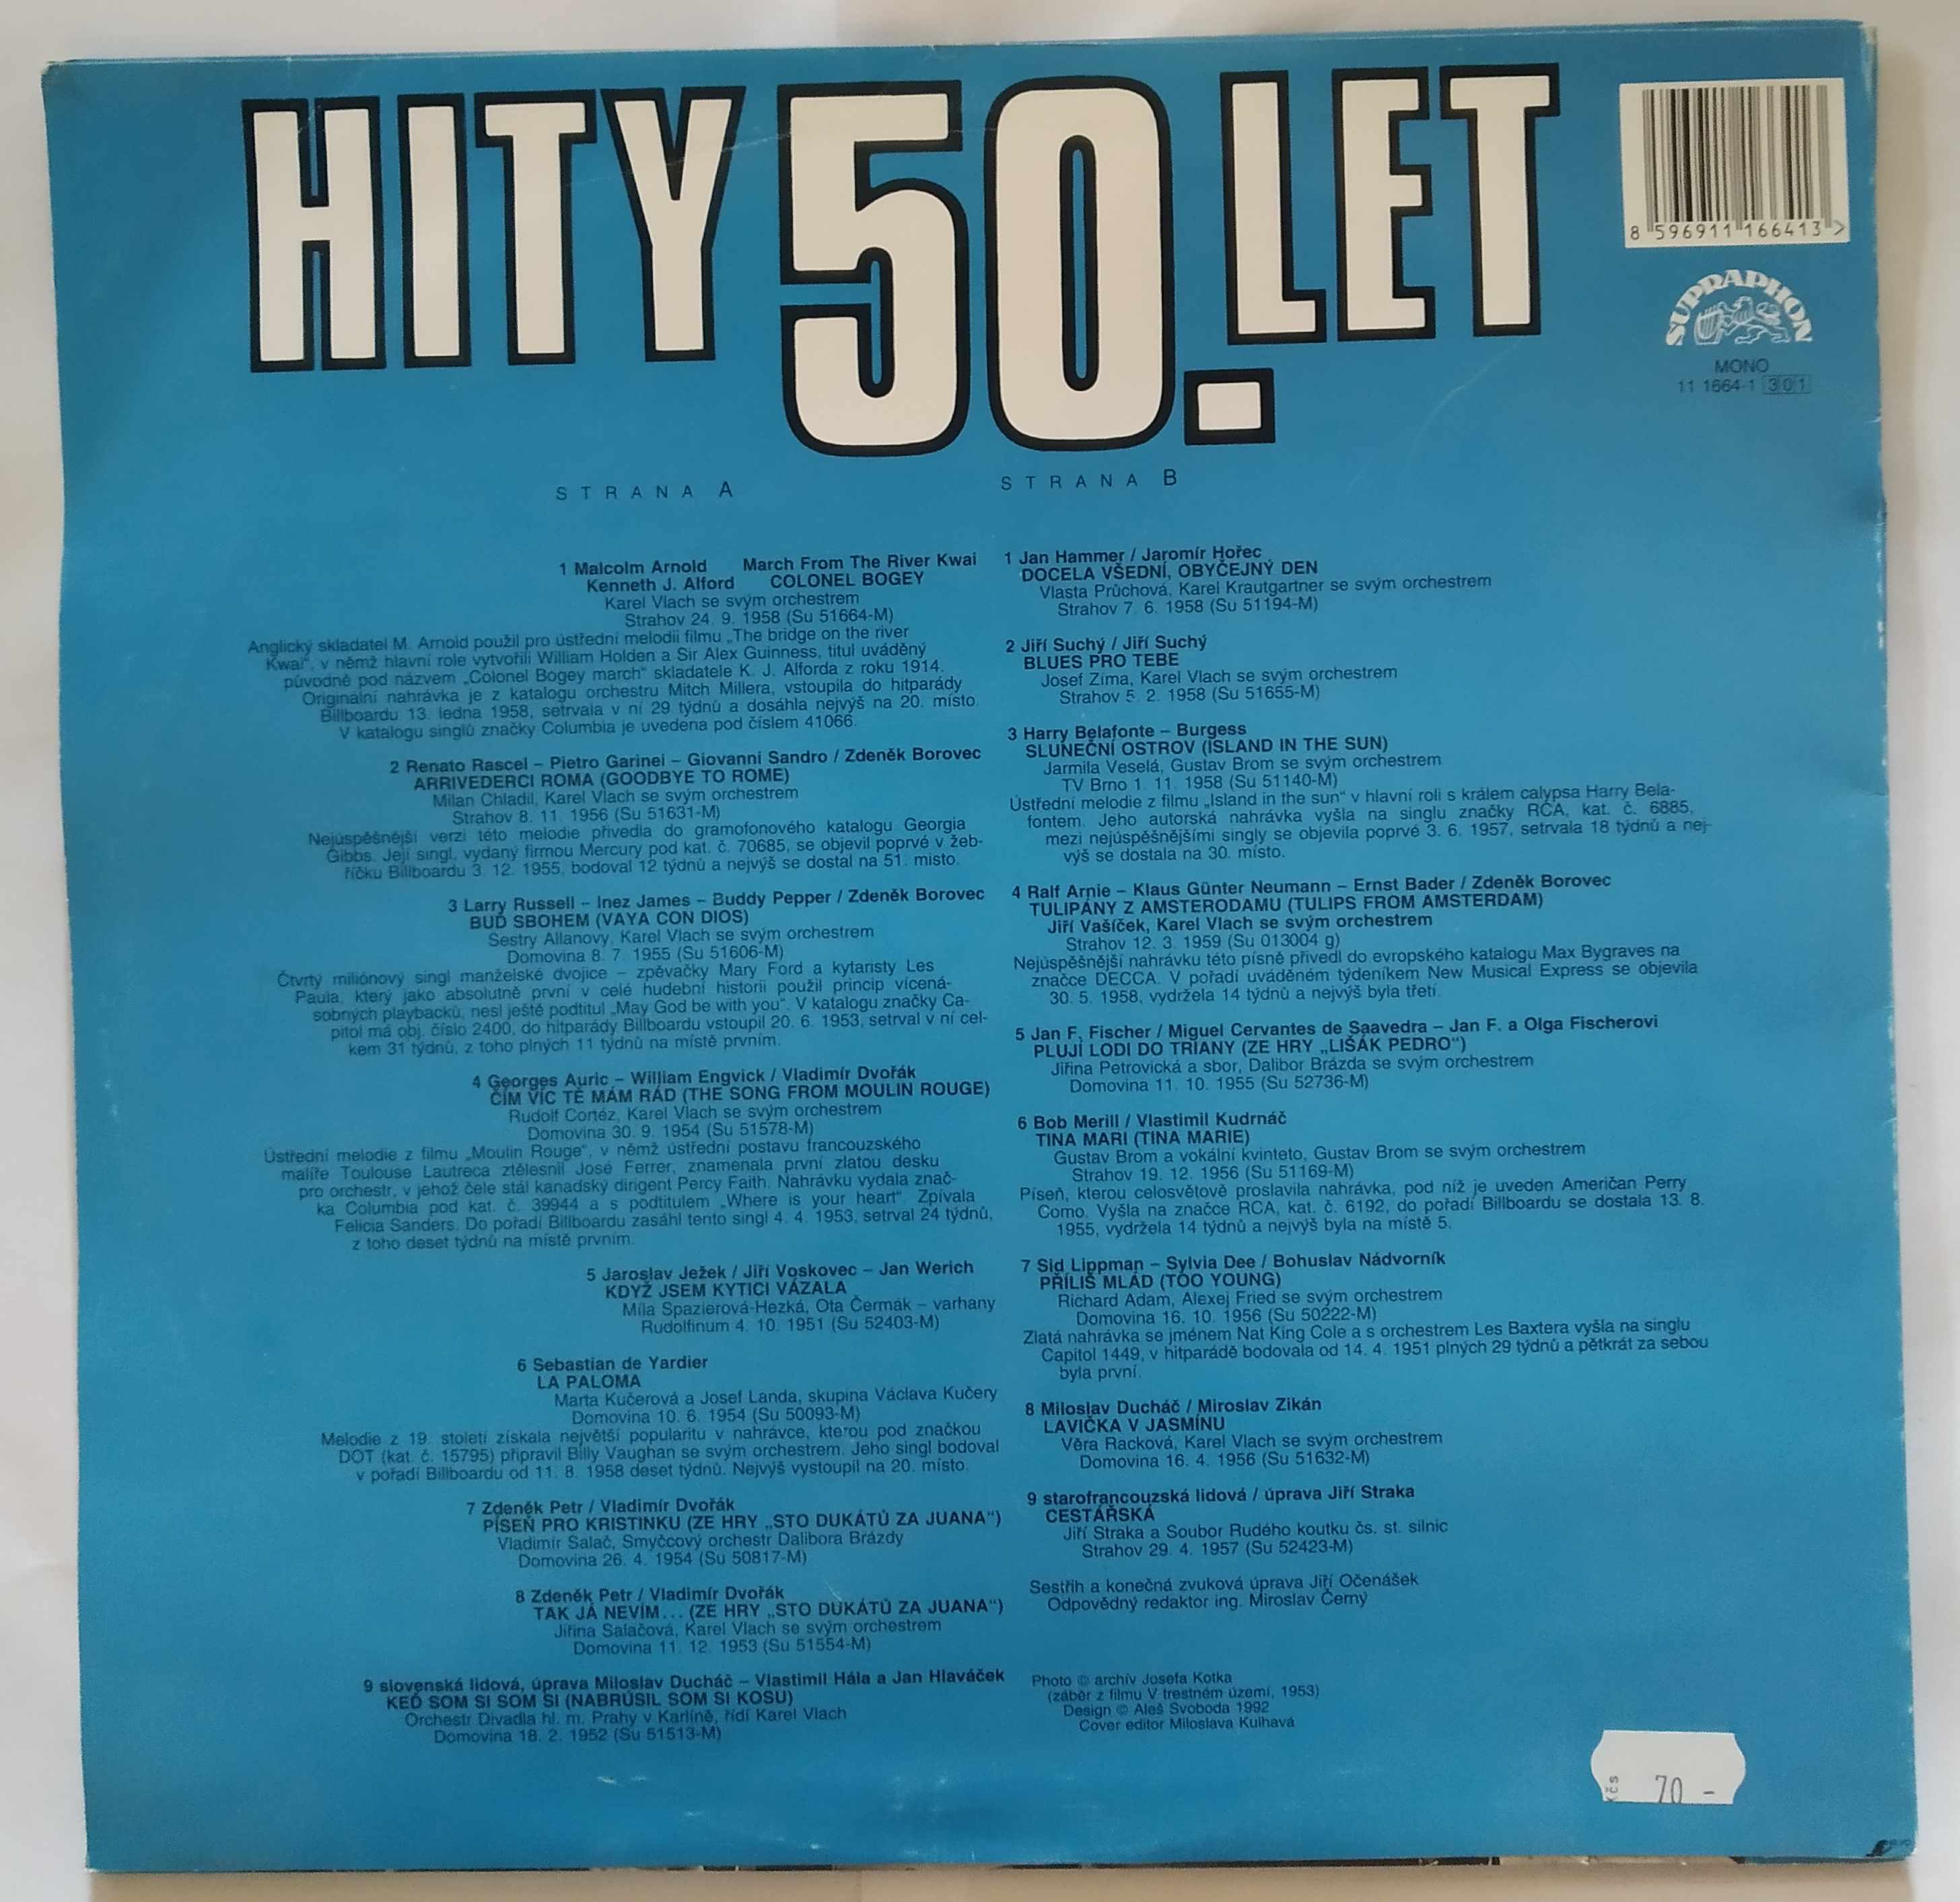 HITY 50. LET
8 596911 166413 >
SUPRAPHON
MONO
11 1664-1 301
STRANA A
1 Malcolm Arnold March From The River Kwai
Kenneth J. Alford COLONEL BOGEY
Karel Vlach se svým orchestrem
Strahov 24. 9. 1958 (Su 51664-M)
Anglický skladatel M. Arnold použil pro ústřední melodii filmu „The bridge on the river
Kwai“, v němž hlavní role vytvořili William Holden a Sir Alex Guinness, titul uváděný
původně pod názvem „Colonel Bogey march“ skladatele K. J. Alforda z roku 1914.
Originální nahrávka je z katalogu orchestru Mitch Millera, vstoupila do hitparády
Billboardu 13. ledna 1958, setrvala v ní 29 týdnů a dosáhla nejvýš na 20. místo.
V katalogu singlů značky Columbia je uvedena pod číslem 41066.
2 Renato Rascel – Pietro Garinei – Giovanni Sandro / Zdeněk Borovec
ARRIVEDERCI ROMA (GOODBYE TO ROME)
Milan Chladil, Karel Vlach se svým orchestrem
Strahov 8. 11. 1956 (Su 51631-M)
Nejúspěšnější verzi této melodie přivedla do gramofonového katalogu Georgia
Gibbs. Její singl, vydaný firmou Mercury pod kat. č. 70685, se objevil poprvé v žeb-
říčku Billboardu 3. 12. 1955, bodoval 12 týdnů a nejvýš se dostal na 51. místo.
3 Larry Russell – Inez James – Buddy Pepper / Zdeněk Borovec
BUĎ SBOHEM (VAYA CON DIOS)
Sestry Allanovy, Karel Vlach se svým orchestrem
Domovina 8. 7. 1955 (Su 51606-M)
Čtvrtý miliónový singl manželské dvojice – zpěvačky Mary Ford a kytaristy Les
Paula, který jako absolutně první v celé hudební historii použil princip vícená-
sobných playbacků, nesl ještě podtitul „May God be with you“. V katalogu značky Ca-
pitol má obj. číslo 2400, do hitparády Billboardu vstoupil 20. 6. 1953, setrval v ní cel-
kem 31 týdnů, z toho plných 11 týdnů na místě prvním.
4 Georges Auric – William Engvick / Vladimír Dvořák
ČÍM VÍC TĚ MÁM RÁD (THE SONG FROM MOULIN ROUGE)
Rudolf Cortéz, Karel Vlach se svým orchestrem
Domovina 30. 9. 1954 (Su 51578-M)
Ústřední melodie z filmu „Moulin Rouge“, v němž ústřední postavu francouzského
malíře Toulouse Lautreca ztělesnil José Ferrer, znamenala první zlatou desku
pro orchestr, v jehož čele stál kanadský dirigent Percy Faith. Nahrávku vydala znač-
ka Columbia pod kat. č. 39944 a s podtitulem „Where is your heart“. Zpívala
Felicia Sanders. Do pořadí Billboardu zasáhl tento singl 4. 4. 1953, setrval 24 týdnů,
z toho deset týdnů na místě prvním.
5 Jaroslav Ježek / Jiří Voskovec – Jan Werich
KDYŽ JSEM KYTICI VÁZALA
Míla Spazierová-Hezká, Ota Čermák – varhany
Rudolfinum 4. 10. 1951 (Su 52403-M)
6 Sebastian de Yardier
LA PALOMA
Marta Kučerová a Josef Landa, skupina Václava Kučery
Domovina 10. 6. 1954 (Su 50093-M)
Melodie z 19. století získala největší popularitu v nahrávce, kterou pod značkou
DOT (kat. č. 15795) připravil Billy Vaughan se svým orchestrem. Jeho singl bodoval
v pořadí Billboardu od 11. 8. 1958 deset týdnů. Nejvýš vystoupil na 20. místo.
7 Zdeněk Petr / Vladimír Dvořák
PÍSEŇ PRO KRISTINKU (ZE HRY „STO DUKÁTŮ ZA JUANA“)
Vladimír Salač, Smyčcový orchestr Dalibora Brázdy
Domovina 26. 4. 1954 (Su 50817-M)
8 Zdeněk Petr / Vladimír Dvořák
TAK JÁ NEVÍM... (ZE HRY „STO DUKÁTŮ ZA JUANA“)
Jiřina Salačová, Karel Vlach se svým orchestrem
Domovina 11. 12. 1953 (Su 51554-M)
9 slovenská lidová, úprava Miloslav Ducháč – Vlastimil Hála a Jan Hlaváček
KEĎ SOM SI SOM SI (NABRÚSIL SOM SI KOSU)
Orchestr Divadla hl. m. Prahy v Karlíně, řídí Karel Vlach
Domovina 18. 2. 1952 (Su 51513-M)
STRANA B
1 Jan Hammer / Jaromír Hořec
DOCELA VŠEDNÍ, OBYČEJNÝ DEN
Vlasta Průchová, Karel Krautgartner se svým orchestrem
Strahov 7. 6. 1958 (Su 51194-M)
2 Jiří Suchý / Jiří Suchý
BLUES PRO TEBE
Josef Zíma, Karel Vlach se svým orchestrem
Strahov 5. 2. 1958 (Su 51655-M)
3 Harry Belafonte – Burgess
SLUNEČNÍ OSTROV (ISLAND IN THE SUN)
Jarmila Veselá, Gustav Brom se svým orchestrem
TV Brno 1. 11. 1958 (Su 51140-M)
Ústřední melodie z filmu „Island in the sun“ v hlavní roli s králem calypsa Harry Bela-
fontem. Jeho autorská nahrávka vyšla na singlu značky RCA, kat. č. 6885,
mezi nejúspěšnějšími singly se objevila poprvé 3. 6. 1957, setrvala 18 týdnů a nej-
výš se dostala na 30. místo.
4 Ralf Arnie – Klaus Günter Neumann – Ernst Bader / Zdeněk Borovec
TULIPÁNY Z AMSTERODAMU (TULIPS FROM AMSTERDAM)
Jiří Vašíček, Karel Vlach se svým orchestrem
Strahov 12. 3. 1959 (Su 013004 g)
Nejúspěšnější nahrávku této písně přivedl do evropského katalogu Max Bygraves na
značce DECCA. V pořadí uváděném týdeníkem New Musical Express se objevila
30. 5. 1958, vydržela 14 týdnů a nejvýš byla třetí.
5 Jan F. Fischer / Miguel Cervantes de Saavedra – Jan F. a Olga Fischerovi
PLUJÍ LODI DO TRIANY (ZE HRY „LIŠÁK PEDRO“)
Jiřina Petrovická a sbor, Dalibor Brázda se svým orchestrem
Domovina 11. 10. 1955 (Su 52736-M)
6 Bob Merill / Vlastimil Kudrnáč
TINA MARI (TINA MARIE)
Gustav Brom a vokální kvinteto, Gustav Brom se svým orchestrem
Strahov 19. 12. 1956 (Su 51169-M)
Píseň, kterou celosvětově proslavila nahrávka, pod níž je uveden Američan Perry
Como. Vyšla na značce RCA, kat. č. 6192, do pořadí Billboardu se dostala 13. 8.
1955, vydržela 14 týdnů a nejvýš byla na místě 5.
7 Sid Lippman – Sylvia Dee / Bohuslav Nádvorník
PŘÍLIŠ MLÁD (TOO YOUNG)
Richard Adam, Alexej Fried se svým orchestrem
Domovina 16. 10. 1956 (Su 50222-M)
Zlatá nahrávka se jménem Nat King Cole a s orchestrem Les Baxtera vyšla na singlu
Capitol 1449, v hitparádě bodovala od 14. 4. 1951 plných 29 týdnů a pětkrát za sebou
byla první.
8 Miloslav Ducháč / Miroslav Zikán
LAVIČKA V JASMÍNU
Věra Racková, Karel Vlach se svým orchestrem
Domovina 16. 4. 1956 (Su 51632-M)
9 starofrancouzská lidová / úprava Jiří Straka
CESTÁŘSKÁ
Jiří Straka a Soubor Rudého koutku čs. st. silnic
Strahov 29. 4. 1957 (Su 52423-M)
Sestřih a konečná zvuková úprava Jiří Očenášek
Odpovědný redaktor ing. Miroslav Černý
Photo © archív Josefa Kotka
(záběr z filmu V trestném území, 1953)
Design © Aleš Svoboda 1992
Cover editor Miloslava Kulhavá
Kčs 70 -